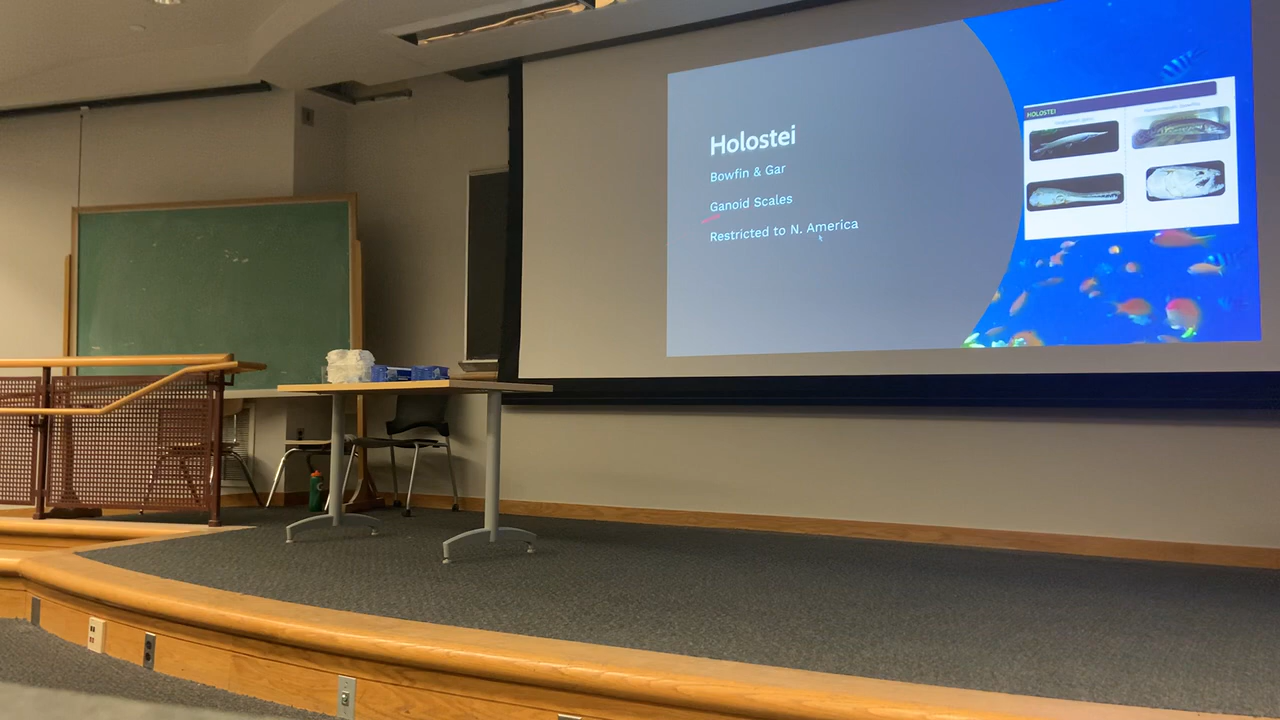 Holostei
Bowfin & Gar
Ganoid Scales
Restricted to N. America
HOLOSTEI